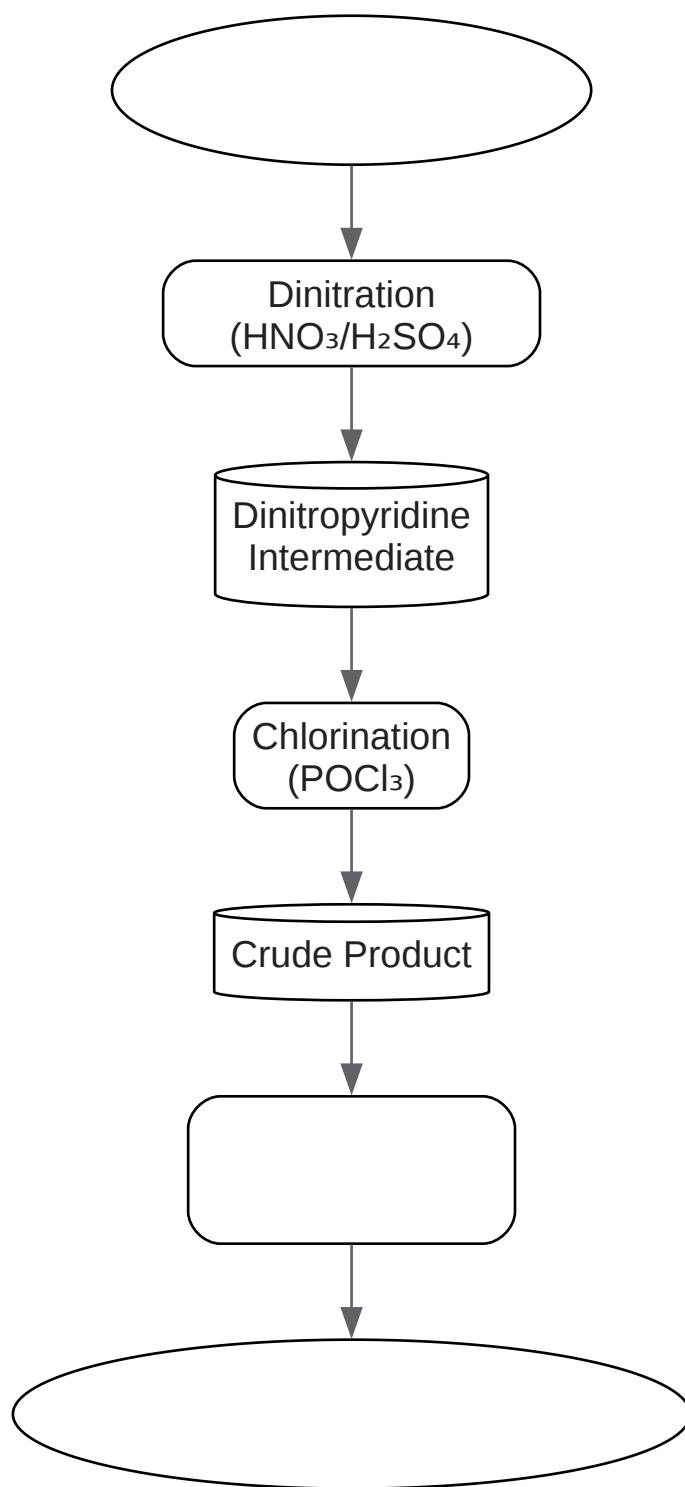 Dinitration
(HNO₃/H₂SO₄)
Dinitropyridine
Intermediate
Chlorination
(POCl₃)
Crude Product